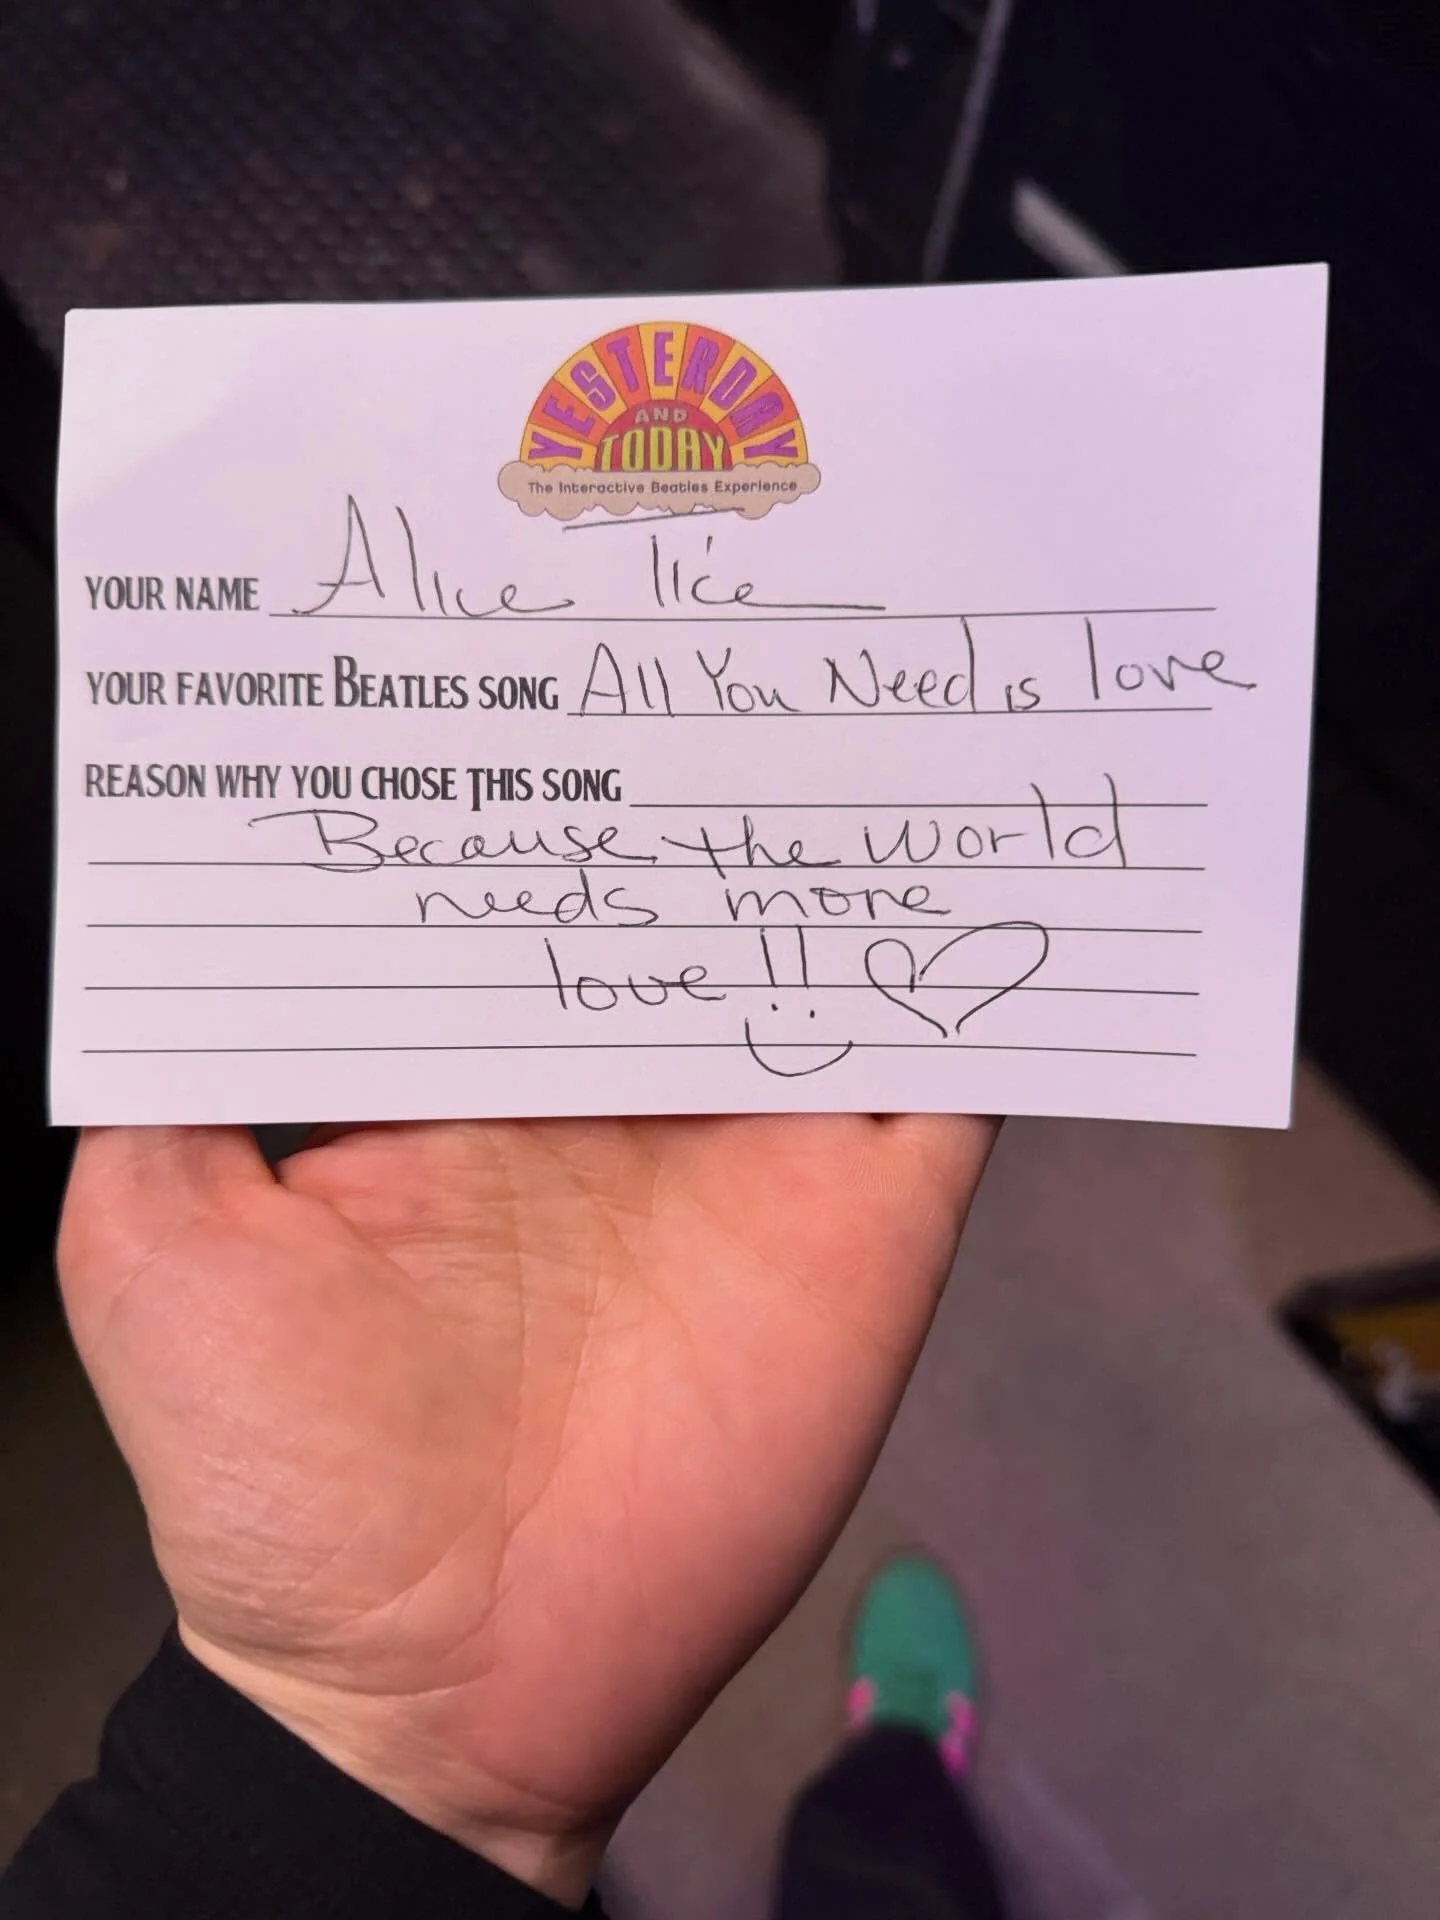 YESTERDAY
AND
TODAY
The Interactive Beatles Experience
YOUR NAME Alice Tice
YOUR FAVORITE BEATLES SONG All You Need is love
REASON WHY YOU CHOSE THIS SONG
Because the world
needs more
love!!